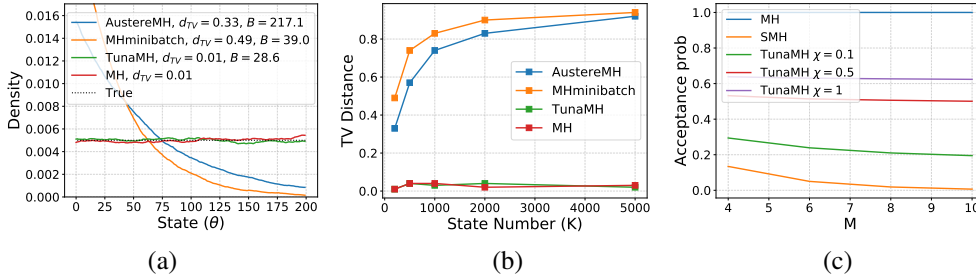 AustereMH, d_TV = 0.33, B = 217.1
MHminibatch, d_TV = 0.49, B = 39.0
TunaMH, d_TV = 0.01, B = 28.6
MH, d_TV = 0.01
True
Density
0.016
0.014
0.012
0.010
0.008
0.006
0.004
0.002
0.000
0 25 50 75 100 125 150 175 200
State (θ)
(a)
TV Distance
0.8
0.6
0.4
0.2
0.0
AustereMH
MHminibatch
TunaMH
MH
0 1000 2000 3000 4000 5000
State Number (K)
(b)
Acceptance prob
1.0
0.8
0.6
0.4
0.2
0.0
MH
SMH
TunaMH χ = 0.1
TunaMH χ = 0.5
TunaMH χ = 1
4 5 6 7 8 9 10
M
(c)